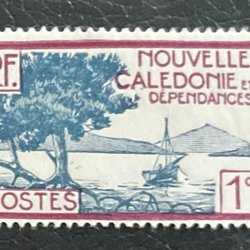 RF
NOUVELLE
CALEDONIE ET
DÉPENDANCES
POSTES
1c